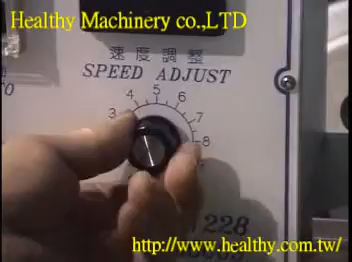 Healthy Machinery co.,LTD
速度調整
SPEED ADJUST
3 4 5 6 7 8
228
http://www.healthy.com.tw/